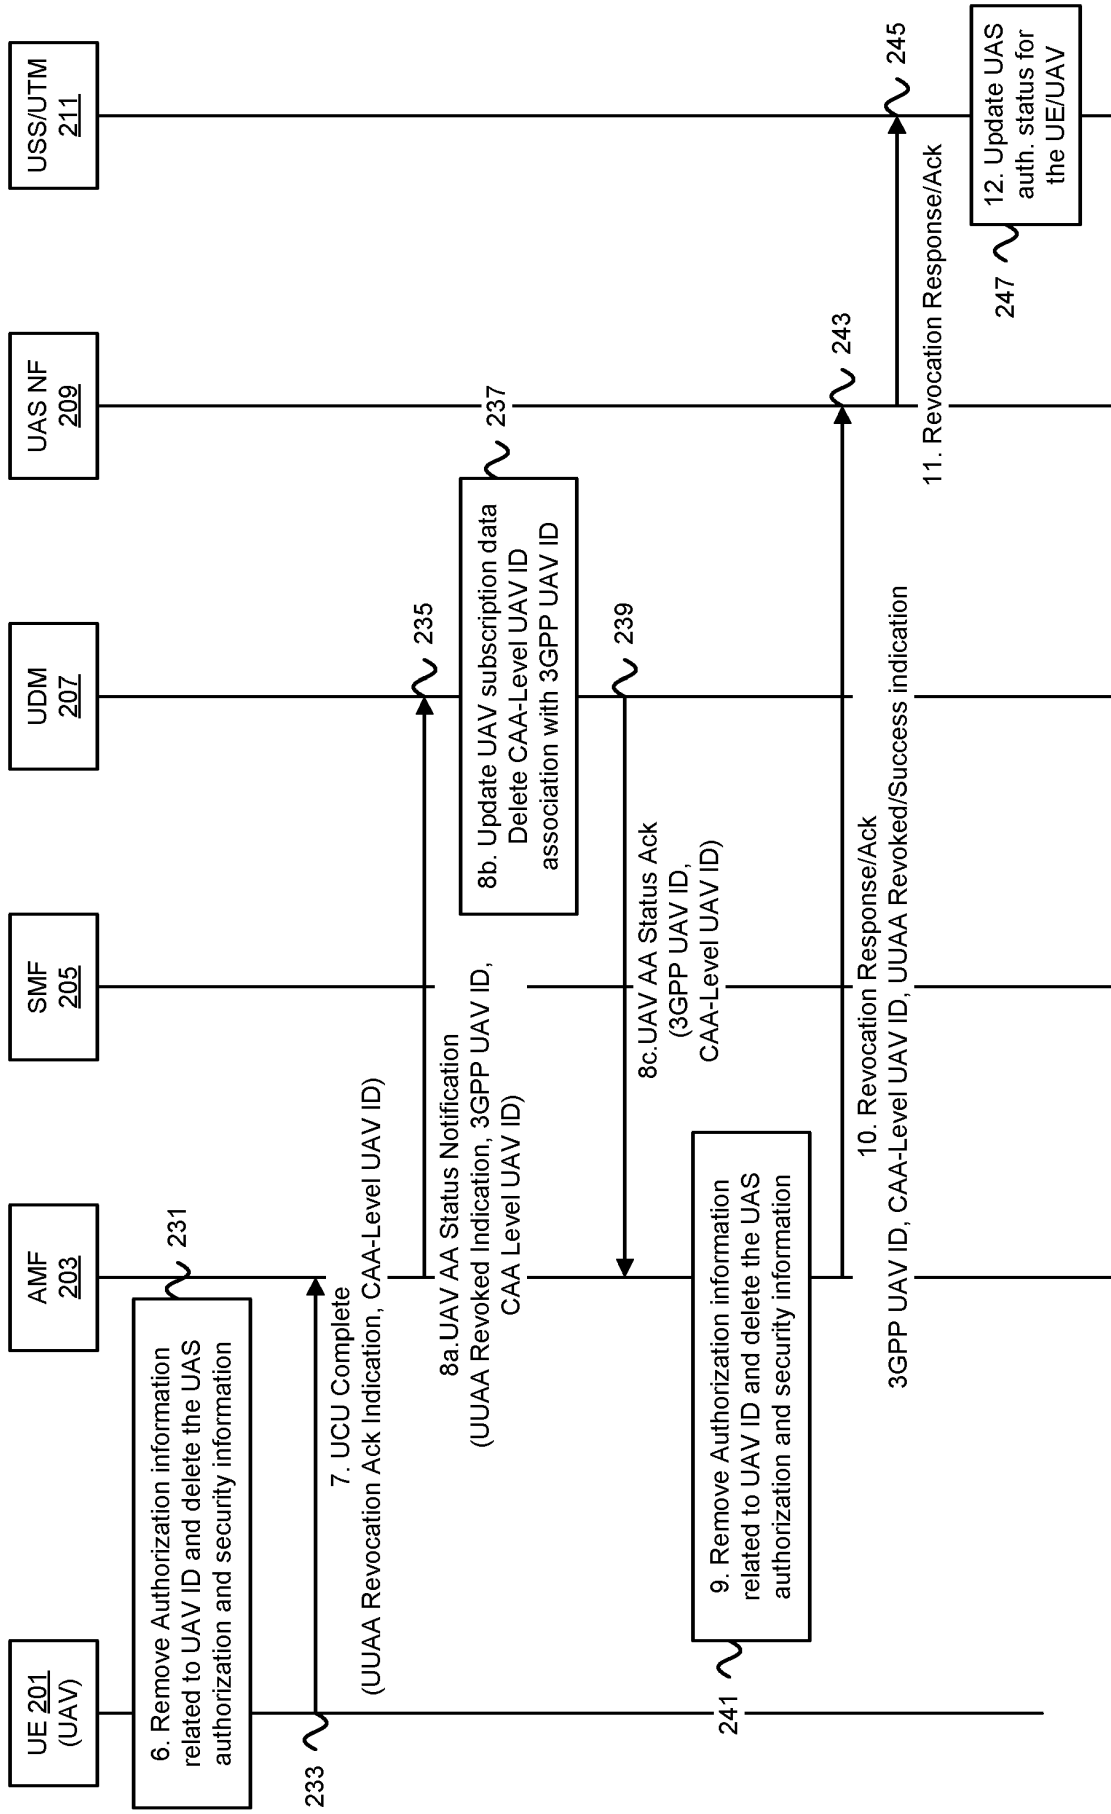 UE 201
(UAV)
AMF
203
SMF
205
UDM
207
UAS NF
209
USS/UTM
211
6. Remove Authorization information
related to UAV ID and delete the UAS
authorization and security information
231
233
7. UCU Complete
(UUAA Revocation Ack Indication, CAA-Level UAV ID)
235
8a.UAV AA Status Notification
(UUAA Revoked Indication, 3GPP UAV ID,
CAA Level UAV ID)
237
8b. Update UAV subscription data
Delete CAA-Level UAV ID
association with 3GPP UAV ID
239
8c.UAV AA Status Ack
(3GPP UAV ID,
CAA-Level UAV ID)
241
9. Remove Authorization information
related to UAV ID and delete the UAS
authorization and security information
243
10. Revocation Response/Ack
3GPP UAV ID, CAA-Level UAV ID, UUAA Revoked/Success indication
245
11. Revocation Response/Ack
247
12. Update UAS
auth. status for
the UE/UAV